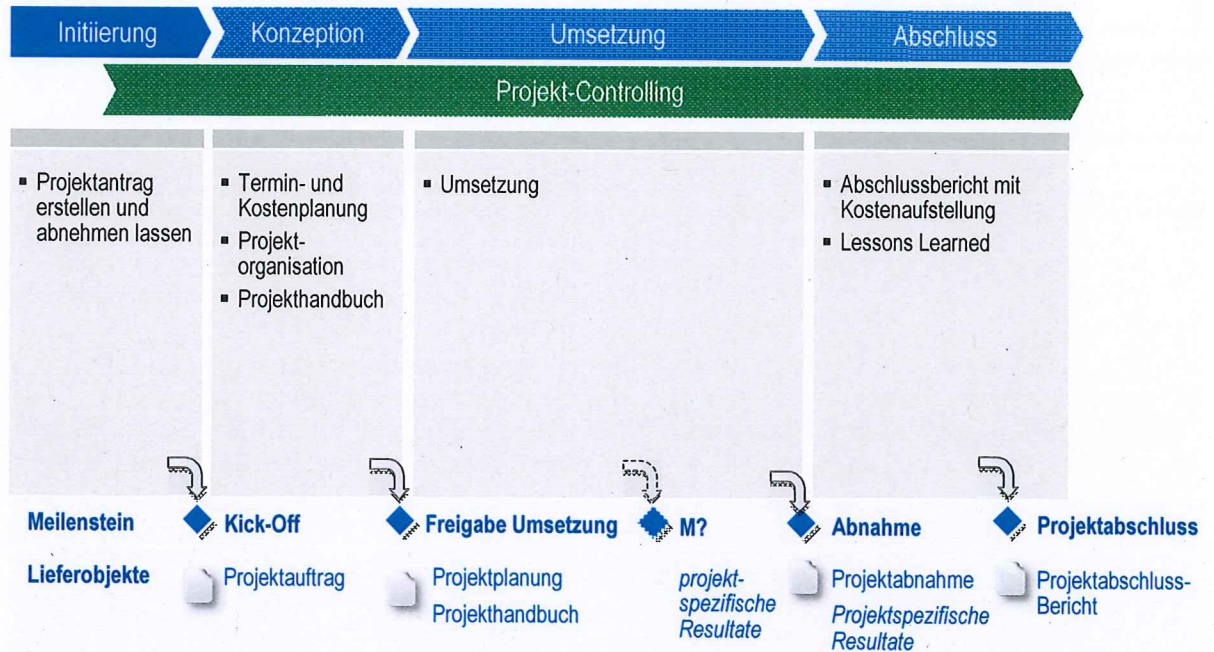 Initiierung
Konzeption
Umsetzung
Abschluss
Projekt-Controlling
▪ Projektantrag
erstellen und
abnehmen lassen
▪ Termin- und
Kostenplanung
▪ Projekt-
organisation
▪ Projekthandbuch
▪ Umsetzung
▪ Abschlussbericht mit
Kostenaufstellung
▪ Lessons Learned
Meilenstein
Kick-Off
Freigabe Umsetzung
M?
Abnahme
Projektabschluss
Lieferobjekte
Projektauftrag
Projektplanung
Projekthandbuch
projekt-
spezifische
Resultate
Projektabnahme
Projektspezifische
Resultate
Projektabschluss-
Bericht